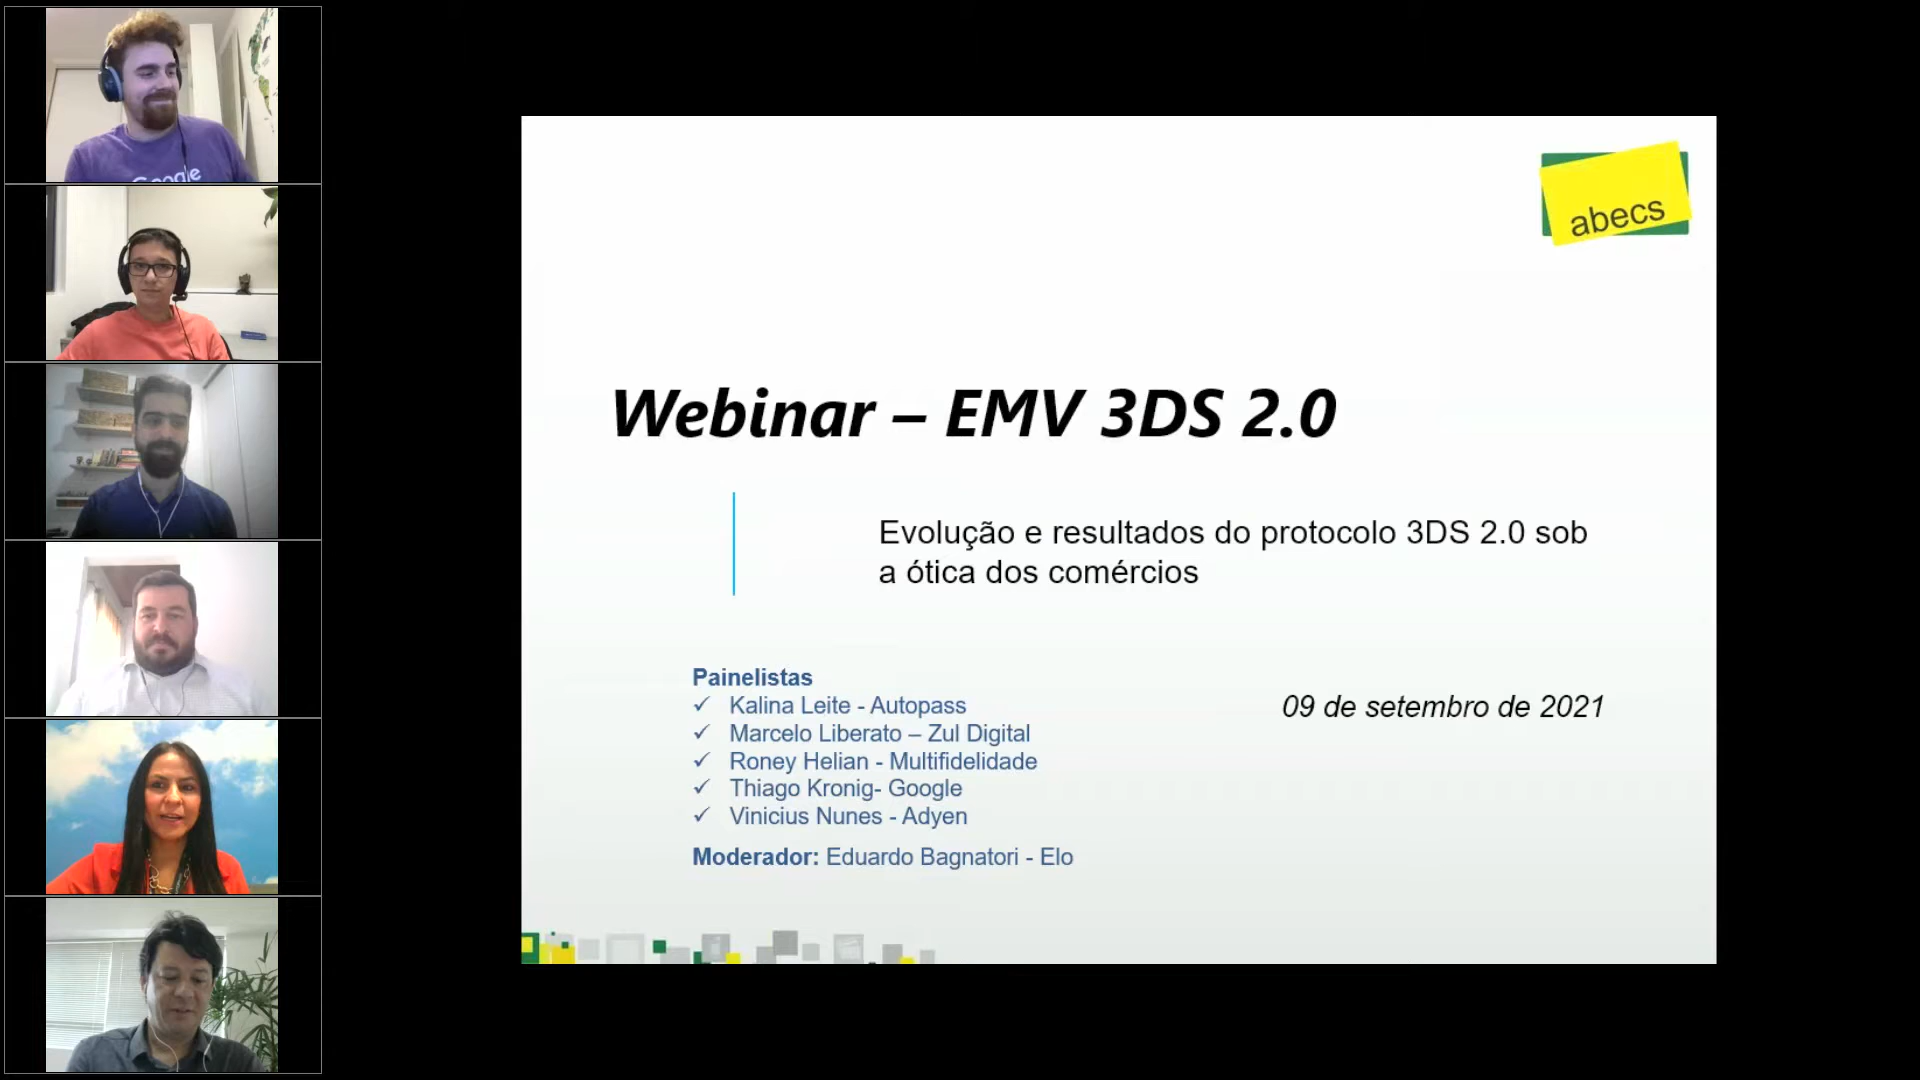 Google
abecs
Webinar – EMV 3DS 2.0
Evolução e resultados do protocolo 3DS 2.0 sob
a ótica dos comércios
Painelistas
✓ Kalina Leite - Autopass
✓ Marcelo Liberato – Zul Digital
✓ Roney Helian - Multifidelidade
✓ Thiago Kronig- Google
✓ Vinicius Nunes - Adyen
Moderador: Eduardo Bagnatori - Elo
09 de setembro de 2021